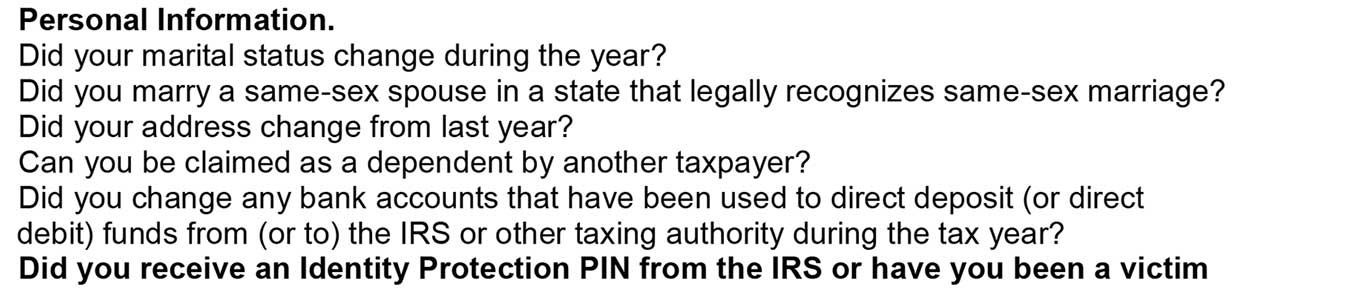 Personal Information.
Did your marital status change during the year?
Did you marry a same-sex spouse in a state that legally recognizes same-sex marriage?
Did your address change from last year?
Can you be claimed as a dependent by another taxpayer?
Did you change any bank accounts that have been used to direct deposit (or direct
debit) funds from (or to) the IRS or other taxing authority during the tax year?
Did you receive an Identity Protection PIN from the IRS or have you been a victim